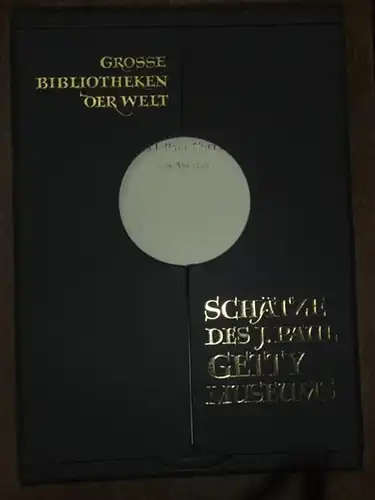 GROSSE
BIBLIOTHEKEN
DER WELT
SCHÄTZE
DES J. PAUL
GETTY
MUSEUMS